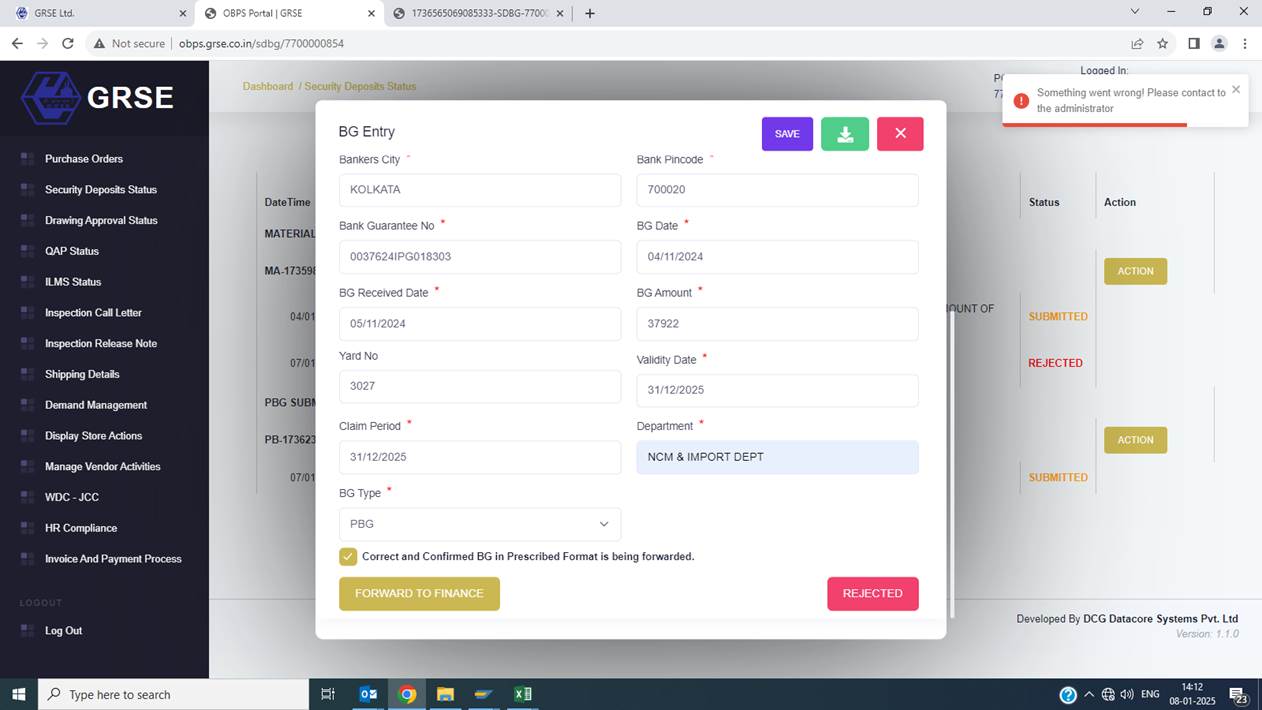 GRSE Ltd.
OBPS Portal | GRSE
1736565069085333-SDBG-7700
Not secure
obps.grse.co.in/sdbg/7700000854
GRSE
Purchase Orders
Security Deposits Status
Drawing Approval Status
QAP Status
ILMS Status
Inspection Call Letter
Inspection Release Note
Shipping Details
Demand Management
Display Store Actions
Manage Vendor Activities
WDC - JCC
HR Compliance
Invoice And Payment Process
LOGOUT
Log Out
Dashboard / Security Deposits Status
Logged In:
Something went wrong! Please contact to
the administrator
DateTime
Status
Action
MATERIAL
MA-17359
ACTION
04/01
OUNT OF
SUBMITTED
07/01
REJECTED
PBG SUBM
PB-173623
ACTION
07/01
SUBMITTED
BG Entry
SAVE
Bankers City *
Bank Pincode *
KOLKATA
700020
Bank Guarantee No *
BG Date *
0037624IPG018303
04/11/2024
BG Received Date *
BG Amount *
05/11/2024
37922
Yard No
Validity Date *
3027
31/12/2025
Claim Period *
Department *
31/12/2025
NCM & IMPORT DEPT
BG Type *
PBG
Correct and Confirmed BG in Prescribed Format is being forwarded.
FORWARD TO FINANCE
REJECTED
Developed By DCG Datacore Systems Pvt. Ltd
Version: 1.1.0
Type here to search
ENG
14:12
08-01-2025
23